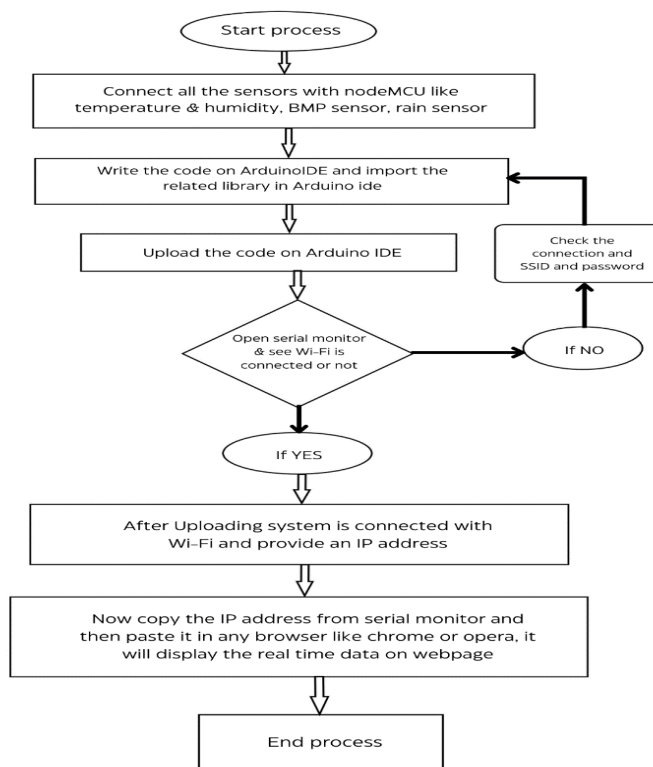 Start process
Connect all the sensors with nodeMCU like
temperature & humidity, BMP sensor, rain sensor
Write the code on ArduinoIDE and import the
related library in Arduino ide
Check the
connection and
SSID and password
Upload the code on Arduino IDE
Open serial monitor
& see Wi-Fi is
connected or not
If NO
If YES
After Uploading system is connected with
Wi-Fi and provide an IP address
Now copy the IP address from serial monitor and
then paste it in any browser like chrome or opera, it
will display the real time data on webpage
End process